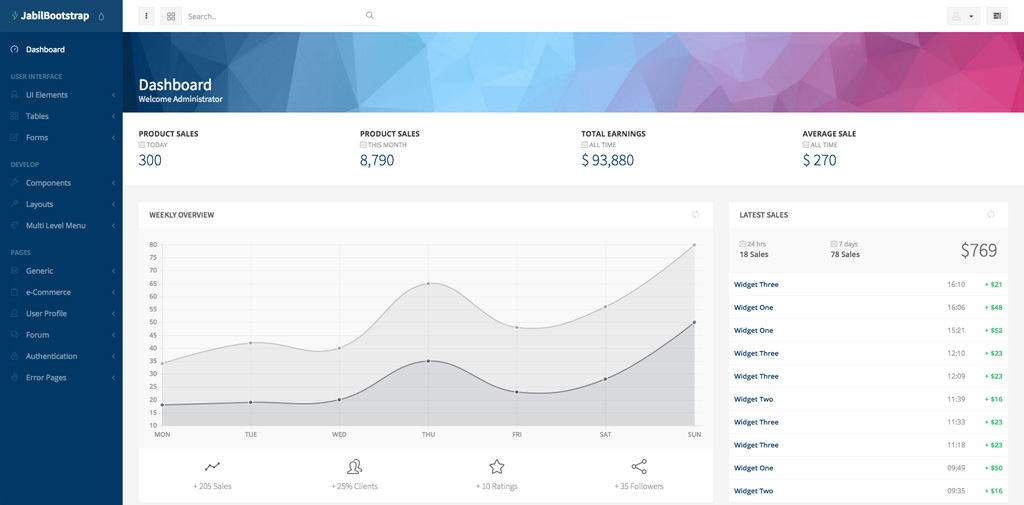 JabilBootstrap
Search..
Dashboard
USER INTERFACE
UI Elements
Tables
Forms
DEVELOP
Components
Layouts
Multi Level Menu
PAGES
Generic
e-Commerce
User Profile
Forum
Authentication
Error Pages
Dashboard
Welcome Administrator
PRODUCT SALES
TODAY
300
PRODUCT SALES
THIS MONTH
8,790
TOTAL EARNINGS
ALL TIME
$ 93,880
AVERAGE SALE
ALL TIME
$ 270
WEEKLY OVERVIEW
80
75
70
65
60
55
50
45
40
35
30
25
20
15
10
MON TUE WED THU FRI SAT SUN
+ 205 Sales
+ 25% Clients
+ 10 Ratings
+ 35 Followers
LATEST SALES
24 hrs
18 Sales
7 days
78 Sales
$769
Widget Three 16:10 + $21
Widget One 16:06 + $48
Widget One 15:21 + $52
Widget Three 12:10 + $23
Widget Three 12:09 + $23
Widget Two 11:39 + $16
Widget Three 11:33 + $23
Widget Three 11:18 + $23
Widget One 09:49 + $50
Widget Two 09:35 + $16